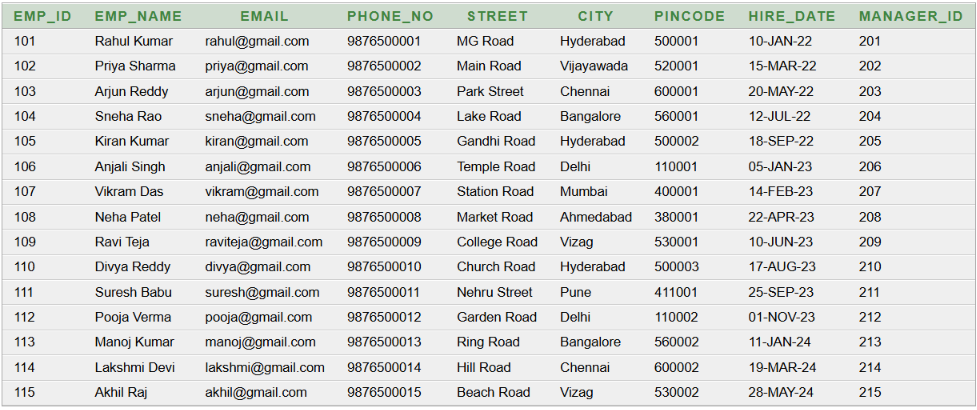 EMP_ID EMP_NAME EMAIL PHONE_NO STREET CITY PINCODE HIRE_DATE MANAGER_ID
101 Rahul Kumar rahul@gmail.com 9876500001 MG Road Hyderabad 500001 10-JAN-22 201
102 Priya Sharma priya@gmail.com 9876500002 Main Road Vijayawada 520001 15-MAR-22 202
103 Arjun Reddy arjun@gmail.com 9876500003 Park Street Chennai 600001 20-MAY-22 203
104 Sneha Rao sneha@gmail.com 9876500004 Lake Road Bangalore 560001 12-JUL-22 204
105 Kiran Kumar kiran@gmail.com 9876500005 Gandhi Road Hyderabad 500002 18-SEP-22 205
106 Anjali Singh anjali@gmail.com 9876500006 Temple Road Delhi 110001 05-JAN-23 206
107 Vikram Das vikram@gmail.com 9876500007 Station Road Mumbai 400001 14-FEB-23 207
108 Neha Patel neha@gmail.com 9876500008 Market Road Ahmedabad 380001 22-APR-23 208
109 Ravi Teja raviteja@gmail.com 9876500009 College Road Vizag 530001 10-JUN-23 209
110 Divya Reddy divya@gmail.com 9876500010 Church Road Hyderabad 500003 17-AUG-23 210
111 Suresh Babu suresh@gmail.com 9876500011 Nehru Street Pune 411001 25-SEP-23 211
112 Pooja Verma pooja@gmail.com 9876500012 Garden Road Delhi 110002 01-NOV-23 212
113 Manoj Kumar manoj@gmail.com 9876500013 Ring Road Bangalore 560002 11-JAN-24 213
114 Lakshmi Devi lakshmi@gmail.com 9876500014 Hill Road Chennai 600002 19-MAR-24 214
115 Akhil Raj akhil@gmail.com 9876500015 Beach Road Vizag 530002 28-MAY-24 215